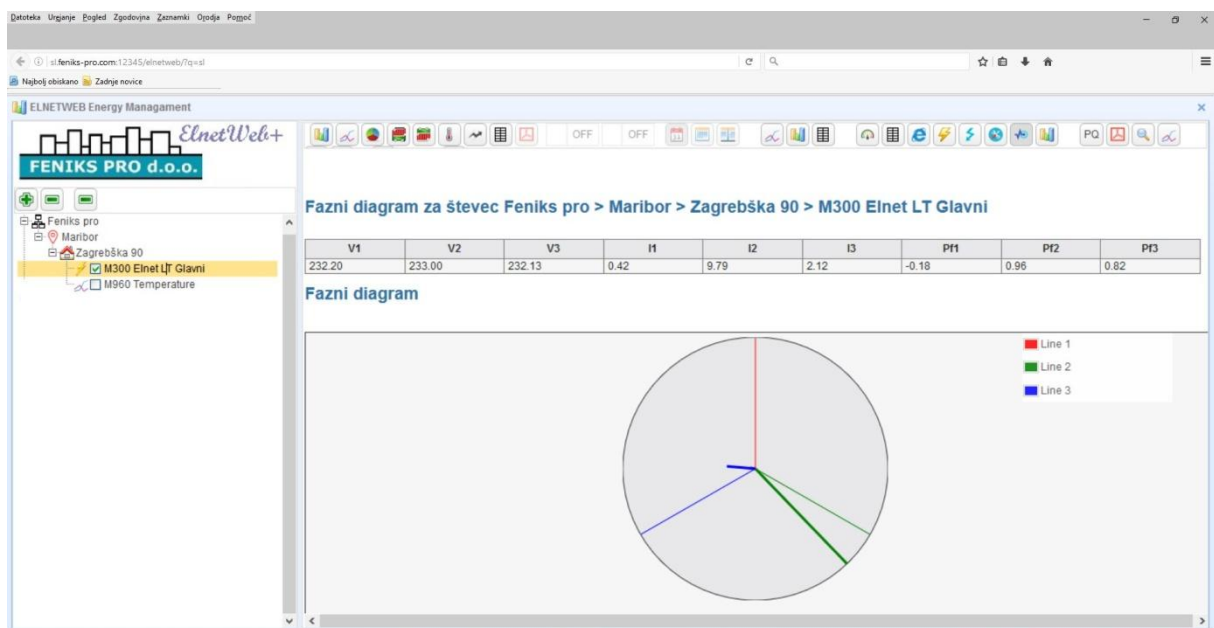 Datoteka Urejanje Pogled Zgodovina Zaznamki Orodja Pomoč
sl.feniks-pro.com:12345/elnetweb/?q=sl
Najbolj obiskano Zadnje novice
ELNETWEB Energy Managament
ElnetWeb+
FENIKS PRO d.o.o.
OFF OFF PQ
Feniks pro
Maribor
Zagrebška 90
M300 Elnet LT Glavni
M960 Temperature
Fazni diagram za števec Feniks pro > Maribor > Zagrebška 90 > M300 Elnet LT Glavni
V1 V2 V3 I1 I2 I3 Pf1 Pf2 Pf3
232.20 233.00 232.13 0.42 9.79 2.12 -0.18 0.96 0.82
Fazni diagram
Line 1
Line 2
Line 3